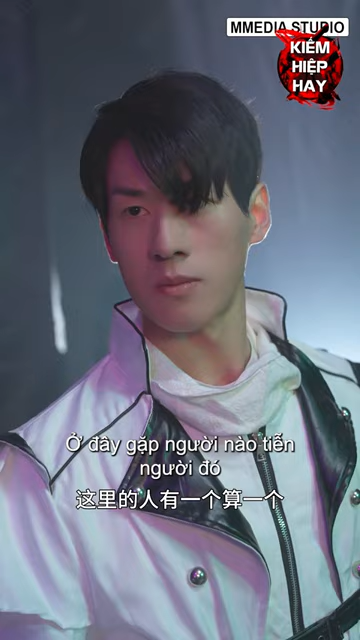 MMEDIA STUDIO
KIẾM
HIỆP
HAY
Ở đây gặp người nào tiễn
người đó
这里的人有一个算一个